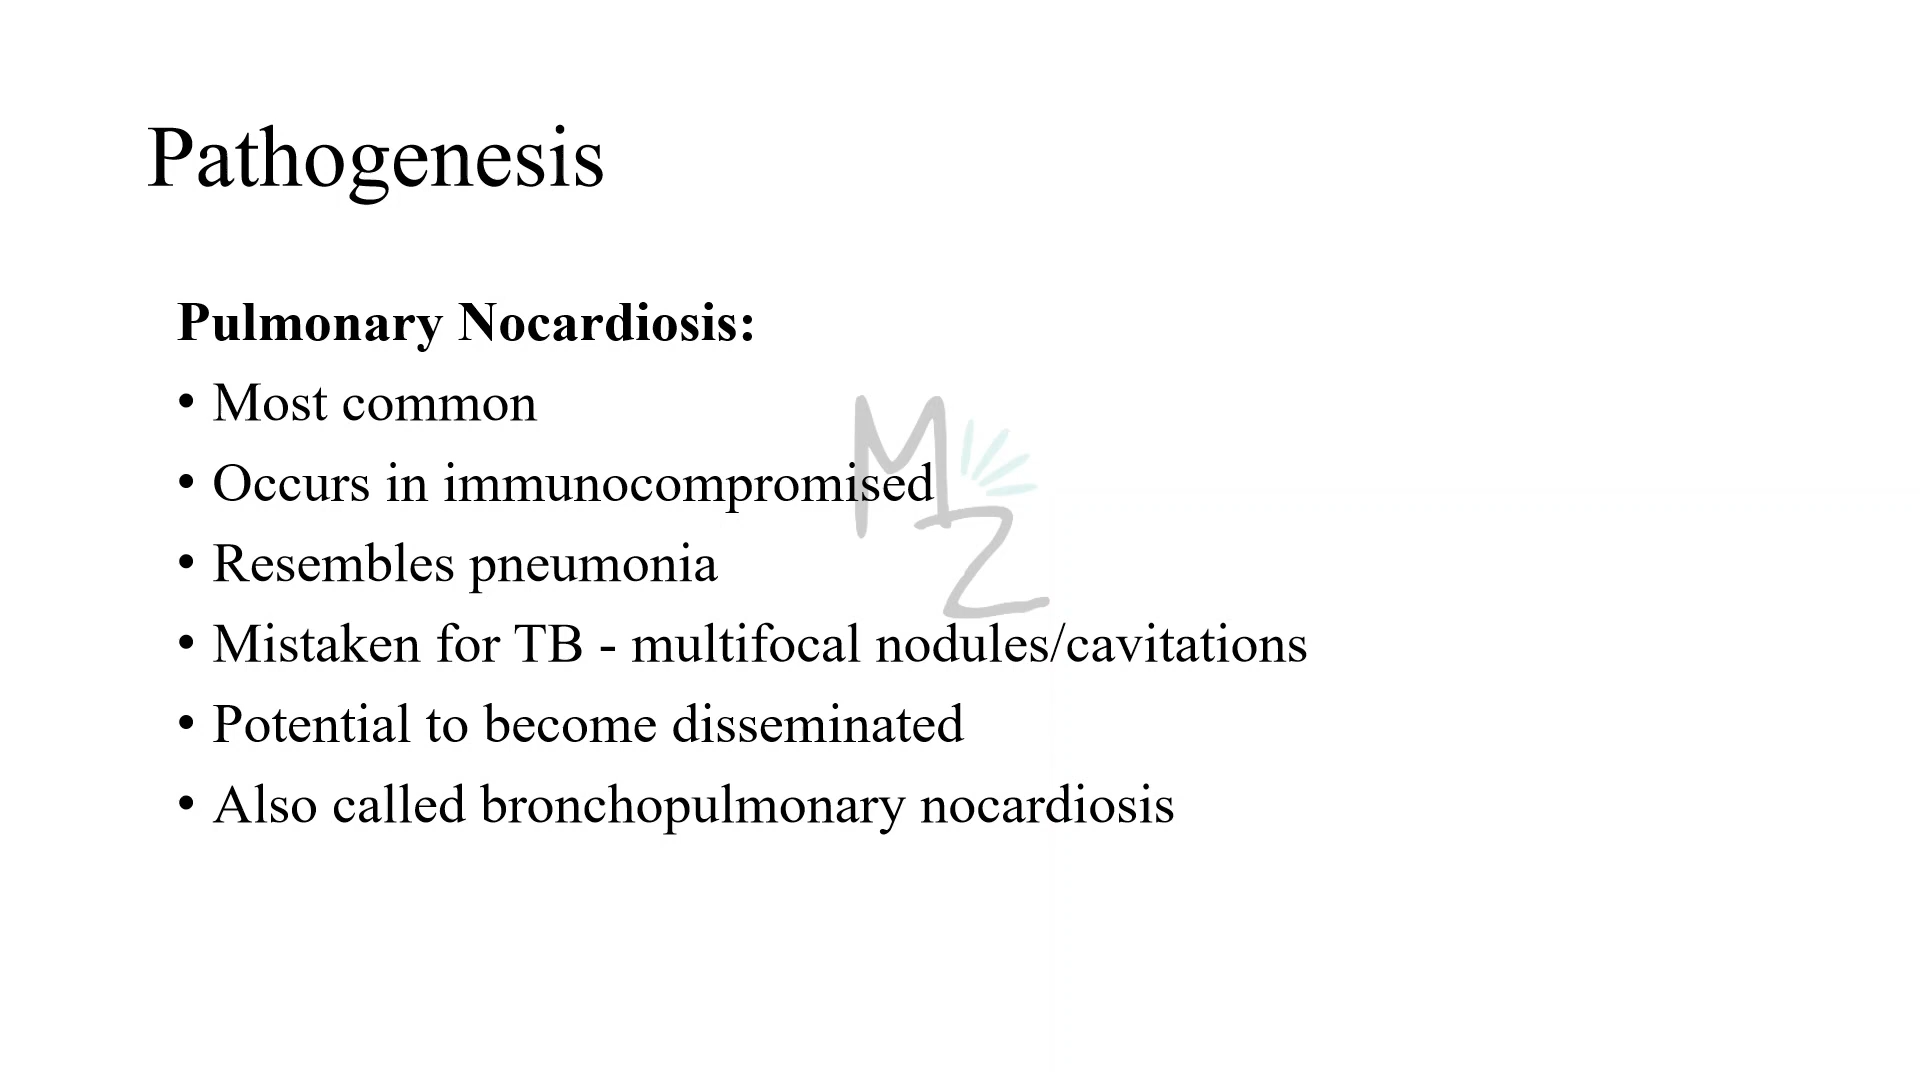 Pathogenesis
Pulmonary Nocardiosis:
• Most common
• Occurs in immunocompromised
• Resembles pneumonia
• Mistaken for TB - multifocal nodules/cavitations
• Potential to become disseminated
• Also called bronchopulmonary nocardiosis
MZ